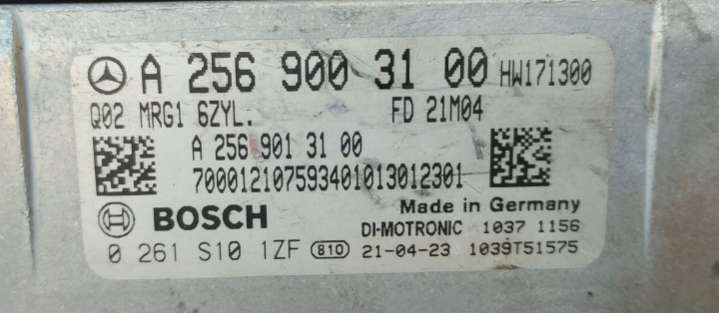 A 256 900 31 00 HW171300
Q02 MRG1 6ZYL. FD 21M04
A 256 901 31 00
700012107593401013012301
Made in Germany
BOSCH DI-MOTRONIC 1037 1156
0 261 S10 1ZF 810 21-04-23 1039T51575